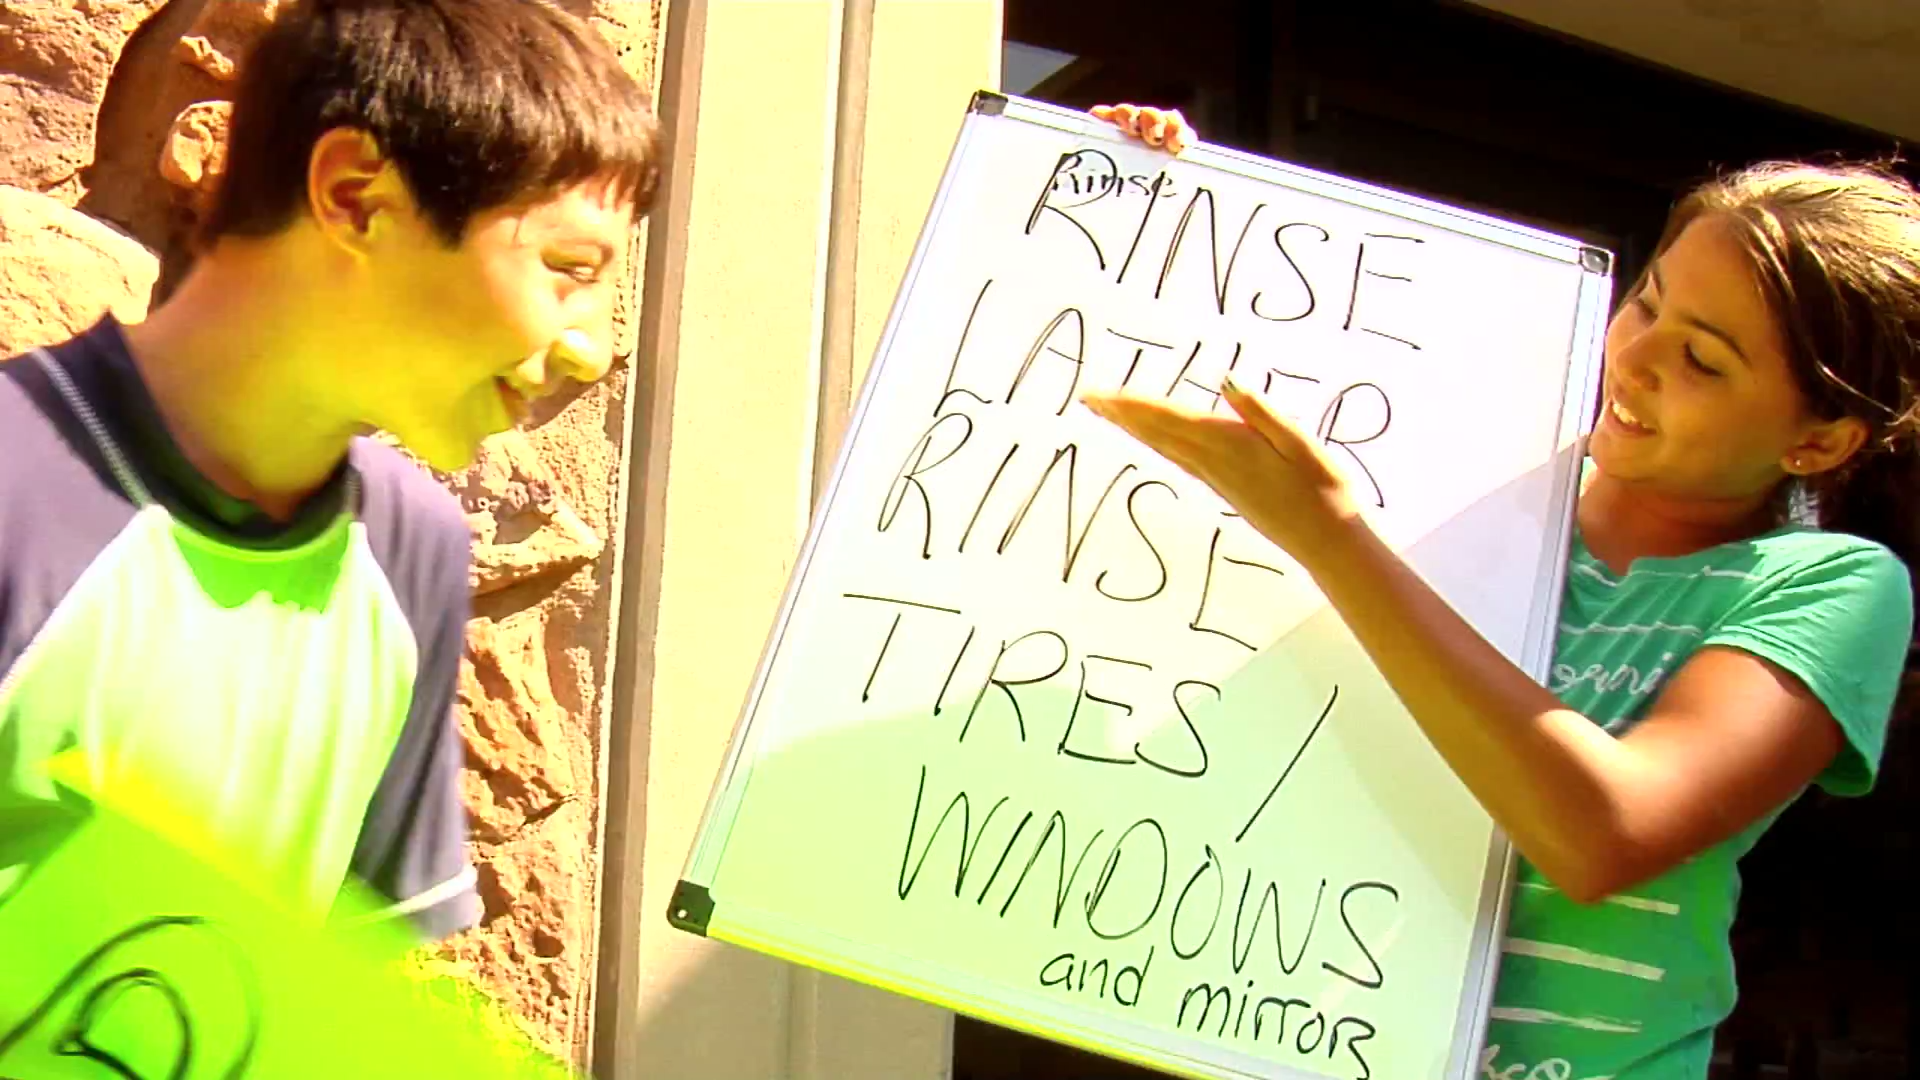 Rinse
RINSE
LATHER
RINSE
TIRES /
WINDOWS
and mirror